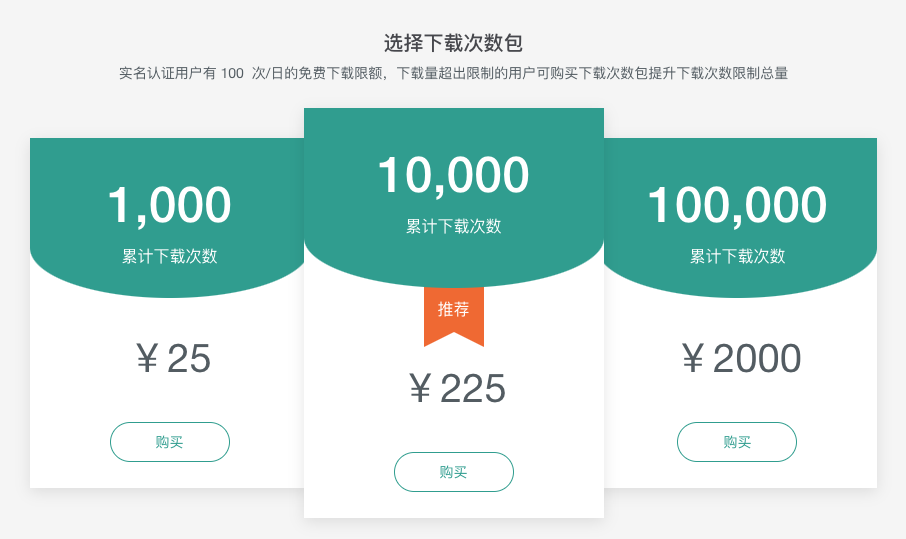 选择下载次数包
实名认证用户有 100 次/日的免费下载限额，下载量超出限制的用户可购买下载次数包提升下载次数限制总量
1,000
累计下载次数
￥25
购买
10,000
累计下载次数
推荐
￥225
购买
100,000
累计下载次数
￥2000
购买